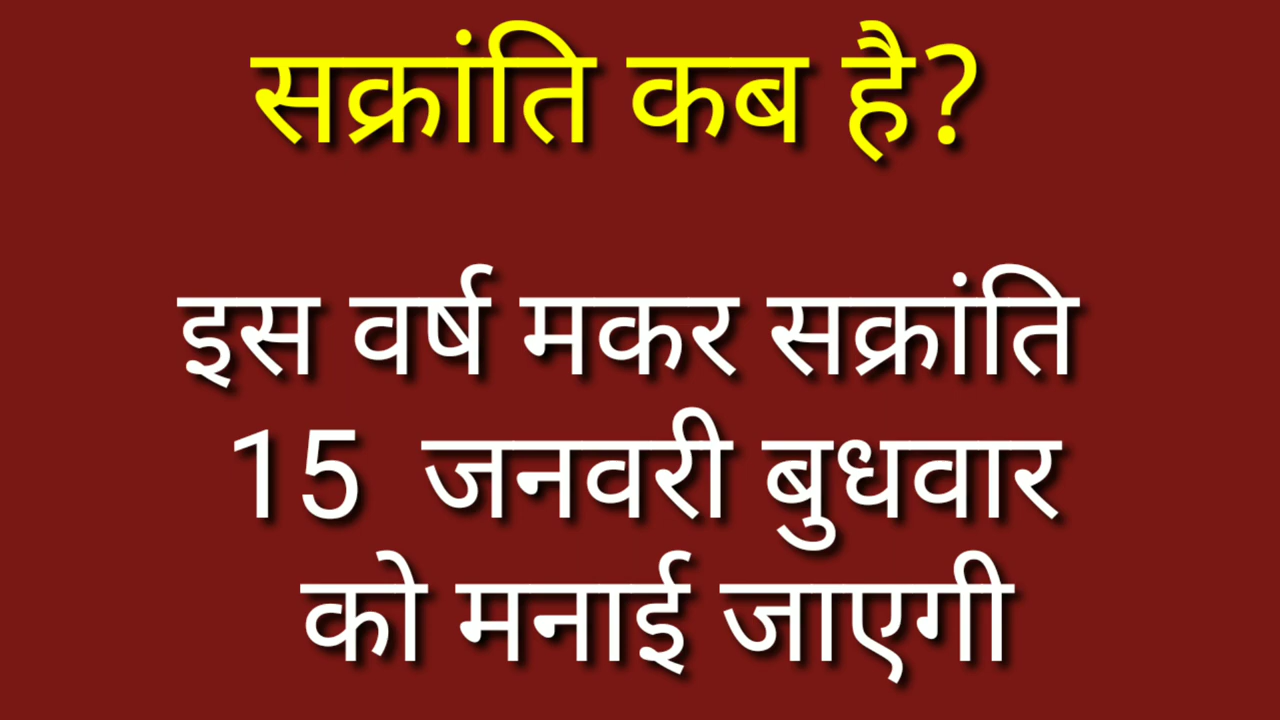 सक्रांति कब है?
इस वर्ष मकर सक्रांति
15 जनवरी बुधवार
को मनाई जाएगी